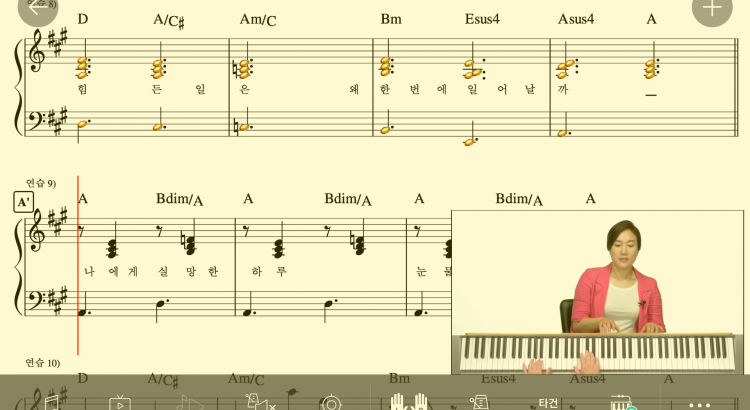 연습 8)
D A/C♯ Am/C Bm Esus4 Asus4 A
힘 든 일 은 왜 한 번 에 일 어 날 까
연습 9)
A'
A Bdim/A A Bdim/A A Bdim/A A
나 에 게 실 망 한 하 루 눈 물
연습 10)
D A/C♯ Am/C Bm Esus4 Asus4 A
타건